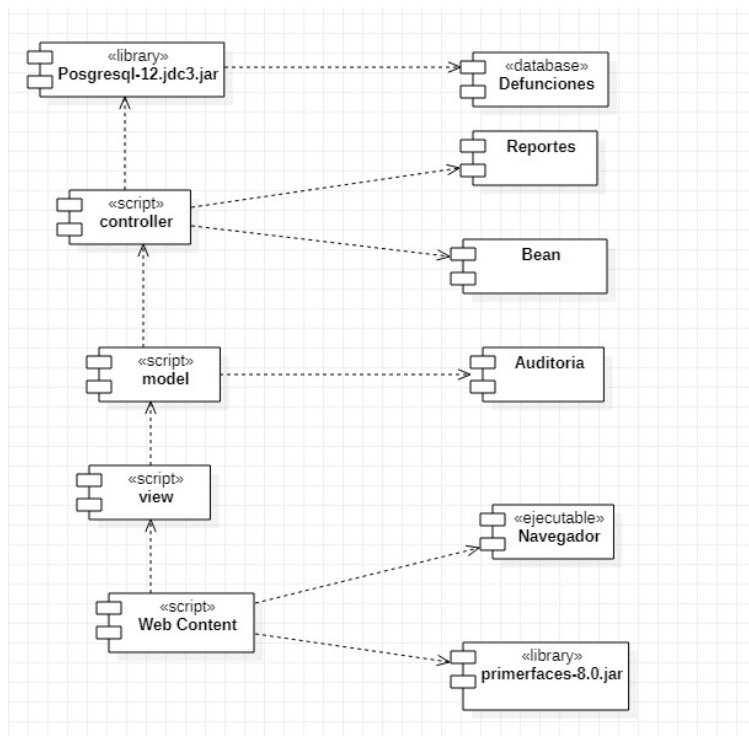 «library»
Posgresql-12.jdc3.jar
«database»
Defunciones
Reportes
«script»
controller
Bean
«script»
model
Auditoria
«script»
view
«ejecutable»
Navegador
«script»
Web Content
«library»
primerfaces-8.0.jar